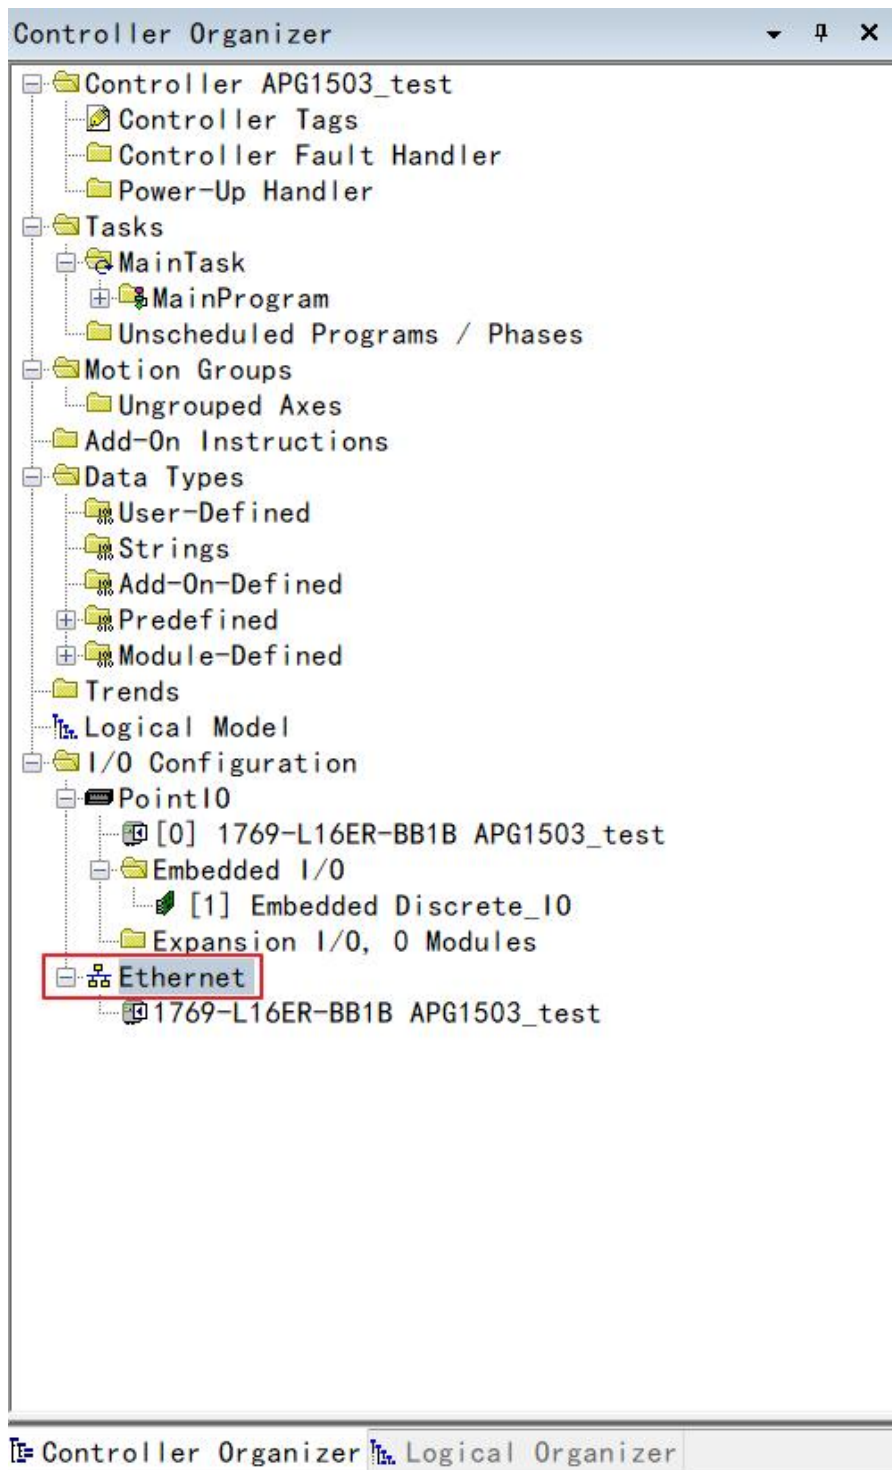 Controller Organizer
Controller APG1503_test
Controller Tags
Controller Fault Handler
Power-Up Handler
Tasks
MainTask
MainProgram
Unscheduled Programs / Phases
Motion Groups
Ungrouped Axes
Add-On Instructions
Data Types
User-Defined
Strings
Add-On-Defined
Predefined
Module-Defined
Trends
Logical Model
I/O Configuration
PointIO
[0] 1769-L16ER-BB1B APG1503_test
Embedded I/O
[1] Embedded Discrete_IO
Expansion I/O, 0 Modules
Ethernet
1769-L16ER-BB1B APG1503_test
Controller Organizer Logical Organizer